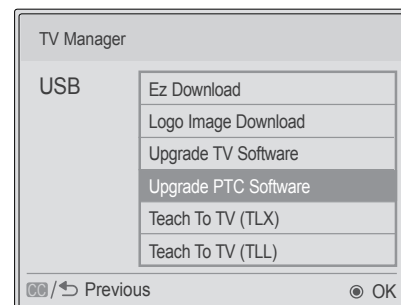 TV Manager
USB
Ez Download
Logo Image Download
Upgrade TV Software
Upgrade PTC Software
Teach To TV (TLX)
Teach To TV (TLL)
CC / Previous
OK